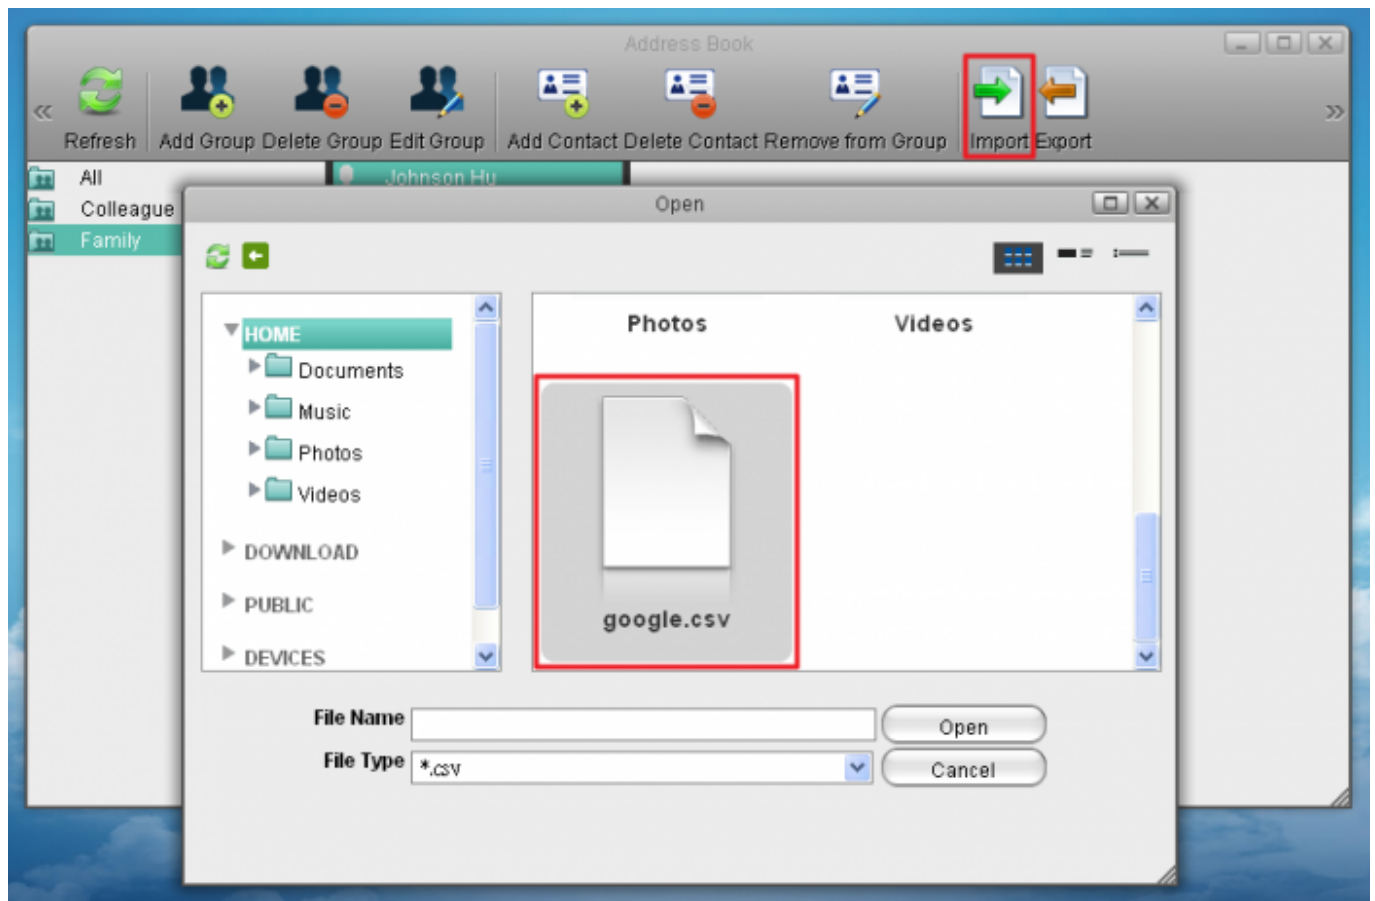 Address Book
Refresh Add Group Delete Group Edit Group Add Contact Delete Contact Remove from Group Import Export
All
Johnson Hu
Colleague
Family
Open
HOME
Documents
Music
Photos
Videos
DOWNLOAD
PUBLIC
DEVICES
Photos Videos
google.csv
File Name
Open
File Type *.csv
Cancel